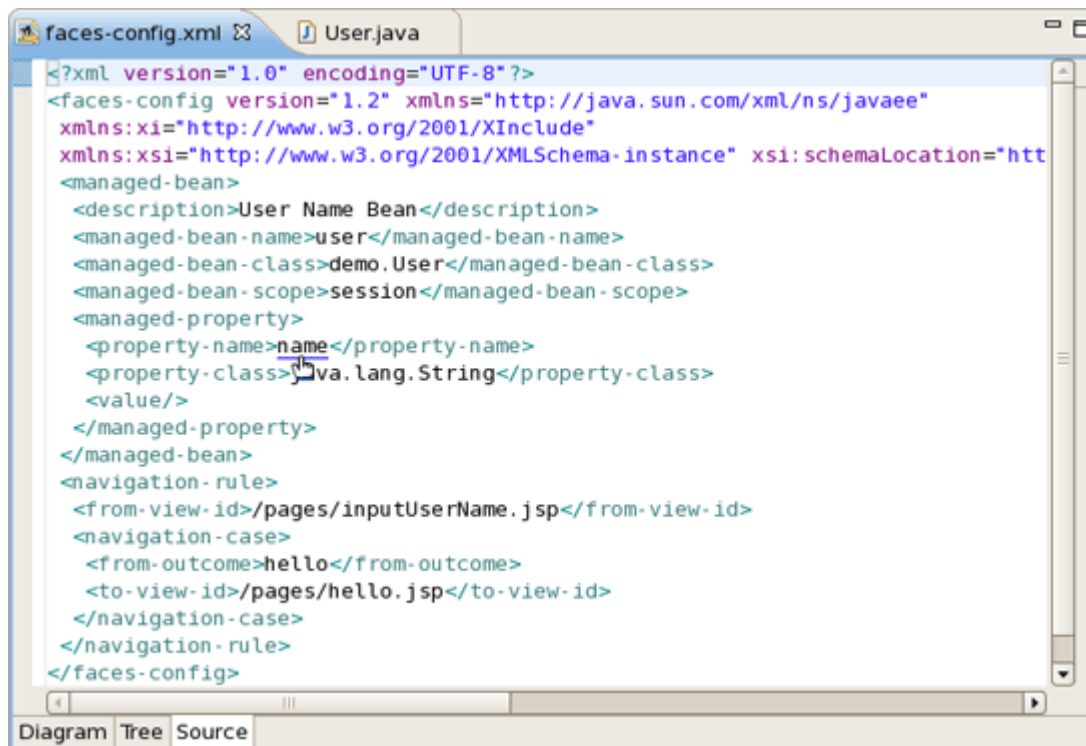 faces-config.xml User.java
<?xml version="1.0" encoding="UTF-8"?>
<faces-config version="1.2" xmlns="http://java.sun.com/xml/ns/javaee"
xmlns:xi="http://www.w3.org/2001/XInclude"
xmlns:xsi="http://www.w3.org/2001/XMLSchema-instance" xsi:schemaLocation="htt
<managed-bean>
<description>User Name Bean</description>
<managed-bean-name>user</managed-bean-name>
<managed-bean-class>demo.User</managed-bean-class>
<managed-bean-scope>session</managed-bean-scope>
<managed-property>
<property-name>name</property-name>
<property-class>java.lang.String</property-class>
<value/>
</managed-property>
</managed-bean>
<navigation-rule>
<from-view-id>/pages/inputUserName.jsp</from-view-id>
<navigation-case>
<from-outcome>hello</from-outcome>
<to-view-id>/pages/hello.jsp</to-view-id>
</navigation-case>
</navigation-rule>
</faces-config>
Diagram Tree Source